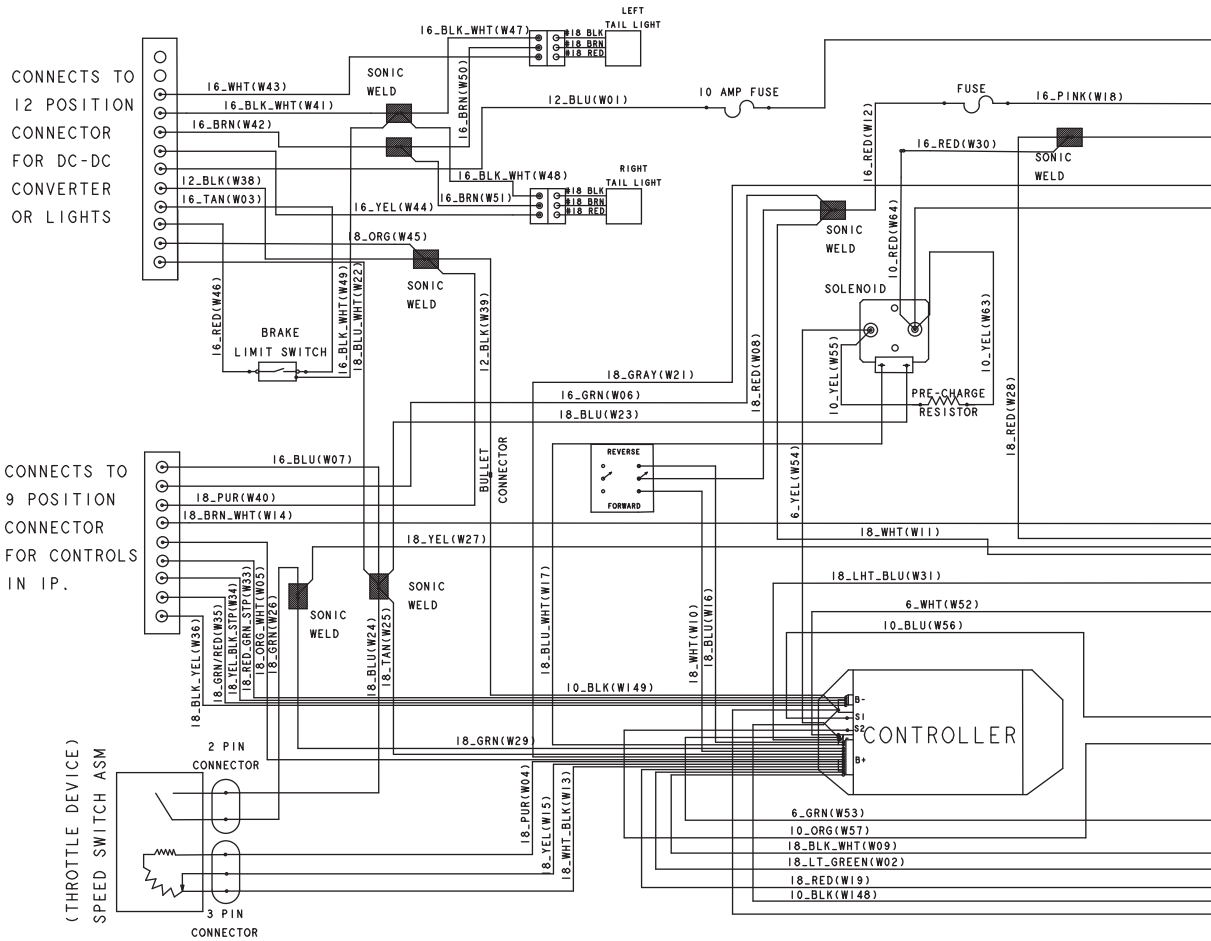 LEFT
TAIL LIGHT
16_BLK_WHT(W47)
#18 BLK
#18 BRN
#18 RED
CONNECTS TO
12 POSITION
CONNECTOR
FOR DC-DC
CONVERTER
OR LIGHTS
16_WHT(W43)
16_BLK_WHT(W41)
16_BRN(W42)
12_BLK(W38)
16_TAN(W03)
SONIC
WELD
16_BRN(W50)
12_BLU(W01)
10 AMP FUSE
FUSE
16_PINK(W18)
16_RED(W12)
16_RED(W30)
SONIC
WELD
16_BLK_WHT(W48)
16_BRN(W51)
16_YEL(W44)
RIGHT
TAIL LIGHT
#18 BLK
#18 BRN
#18 RED
18_ORG(W45)
SONIC
WELD
SONIC
WELD
10_RED(W64)
SOLENOID
16_RED(W46)
BRAKE
LIMIT SWITCH
16_BLK_WHT(W49)
18_BLU_WHT(W22)
12_BLK(W39)
18_RED(W08)
10_YEL(W55)
10_YEL(W63)
PRE-CHARGE
RESISTOR
18_RED(W28)
18_GRAY(W21)
16_GRN(W06)
18_BLU(W23)
BULLET
CONNECTOR
REVERSE
FORWARD
6_YEL(W54)
CONNECTS TO
9 POSITION
CONNECTOR
FOR CONTROLS
IN IP.
16_BLU(W07)
18_PUR(W40)
18_BRN_WHT(W14)
18_YEL(W27)
18_WHT(W11)
18_LHT_BLU(W31)
6_WHT(W52)
10_BLU(W56)
SONIC
WELD
SONIC
WELD
18_BLK_YEL(W36)
18_GRN/RED(W35)
18_YEL_BLK_STP(W34)
18_RED_GRN_STP(W33)
18_ORG_WHT(W05)
18_GRN(W26)
18_BLU(W24)
18_TAN(W25)
18_BLU_WHT(W17)
18_WHT(W10)
18_BLU(W16)
10_BLK(W149)
B-
S1
S2
B+
CONTROLLER
18_GRN(W29)
(THROTTLE DEVICE)
SPEED SWITCH ASM
2 PIN
CONNECTOR
3 PIN
CONNECTOR
18_PUR(W04)
18_YEL(W15)
18_WHT_BLK(W13)
6_GRN(W53)
10_ORG(W57)
18_BLK_WHT(W09)
18_LT_GREEN(W02)
18_RED(W19)
10_BLK(W148)